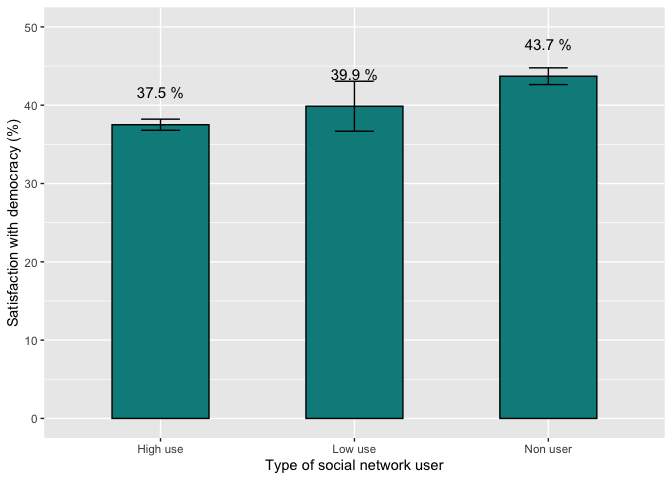 50
43.7 %
39.9 %
37.5 %
40
30
20
10
0
Satisfaction with democracy (%)
High use
Low use
Non user
Type of social network user